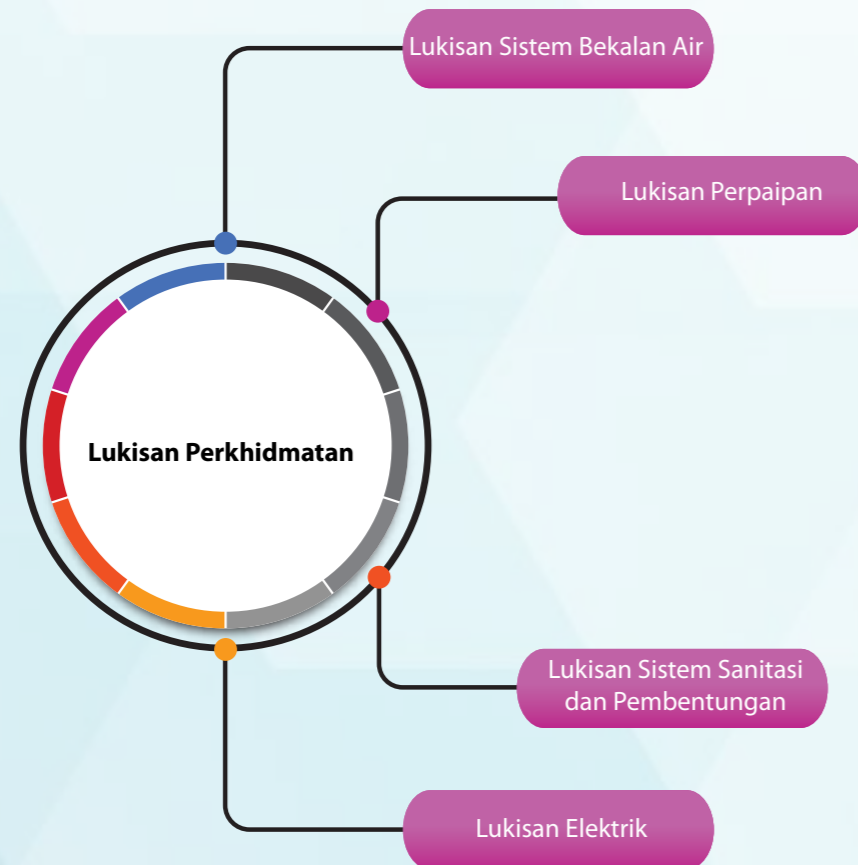 Lukisan Sistem Bekalan Air
Lukisan Perpaipan
Lukisan Perkhidmatan
Lukisan Sistem Sanitasi
dan Pembentungan
Lukisan Elektrik